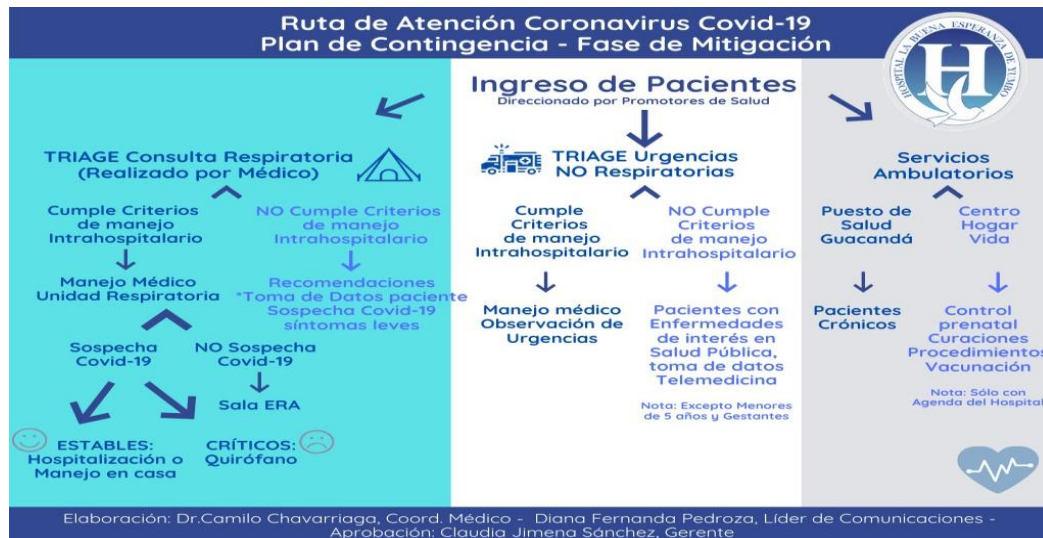 Ruta de Atención Coronavirus Covid-19
Plan de Contingencia - Fase de Mitigación
HOSPITAL LA BUENA ESPERANZA DE YUMBO
H
Ingreso de Pacientes
Direccionado por Promotores de Salud
TRIAGE Consulta Respiratoria
(Realizado por Médico)
Cumple Criterios
de manejo
Intrahospitalario
NO Cumple Criterios
de manejo
Intrahospitalario
Manejo Médico
Unidad Respiratoria
Recomendaciones
*Toma de Datos paciente
Sospecha Covid-19
síntomas leves
Sospecha
Covid-19
NO Sospecha
Covid-19
Sala ERA
ESTABLES:
Hospitalización o
Manejo en casa
CRÍTICOS:
Quirófano
TRIAGE Urgencias
NO Respiratorias
Cumple
Criterios
de manejo
Intrahospitalario
NO Cumple
Criterios
de manejo
Intrahospitalario
Manejo médico
Observación de
Urgencias
Pacientes con
Enfermedades
de interés en
Salud Pública,
toma de datos
Telemedicina
Nota: Excepto Menores
de 5 años y Gestantes
Servicios
Ambulatorios
Puesto de
Salud
Guacandá
Centro
Hogar
Vida
Pacientes
Crónicos
Control
prenatal
Curaciones
Procedimientos
Vacunación
Nota: Sólo con
Agenda del Hospital
Elaboración: Dr.Camilo Chavarriaga, Coord. Médico - Diana Fernanda Pedroza, Líder de Comunicaciones -
Aprobación: Claudia Jimena Sánchez, Gerente